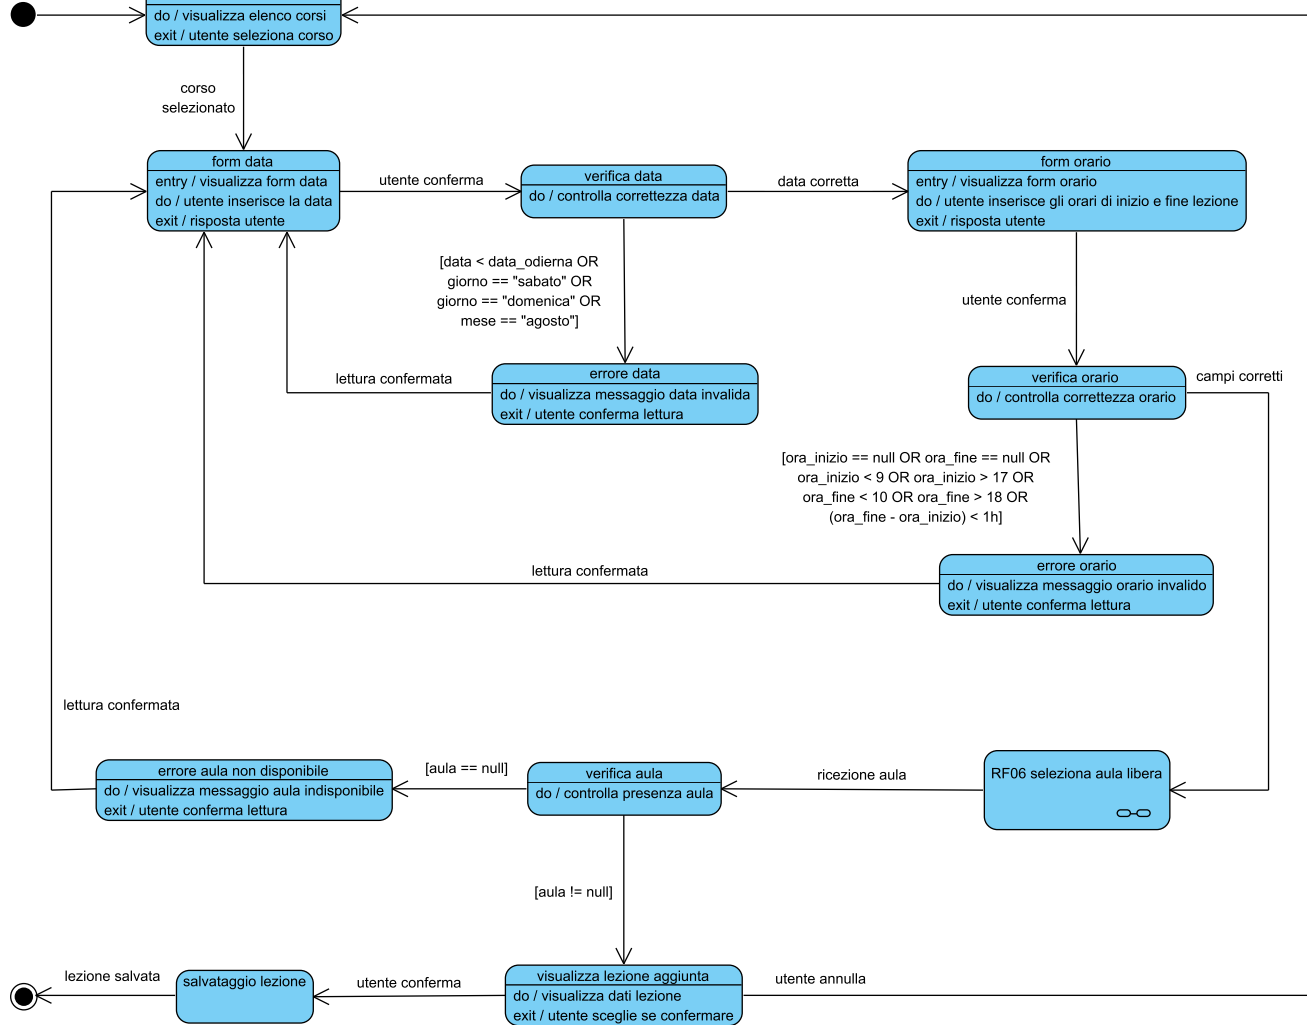 do / visualizza elenco corsi
exit / utente seleziona corso
corso
selezionato
form data
entry / visualizza form data
do / utente inserisce la data
exit / risposta utente
utente conferma
verifica data
do / controlla correttezza data
data corretta
form orario
entry / visualizza form orario
do / utente inserisce gli orari di inizio e fine lezione
exit / risposta utente
[data < data_odierna OR
giorno == "sabato" OR
giorno == "domenica" OR
mese == "agosto"]
utente conferma
lettura confermata
errore data
do / visualizza messaggio data invalida
exit / utente conferma lettura
verifica orario
do / controlla correttezza orario
campi corretti
[ora_inizio == null OR ora_fine == null OR
ora_inizio < 9 OR ora_inizio > 17 OR
ora_fine < 10 OR ora_fine > 18 OR
(ora_fine - ora_inizio) < 1h]
lettura confermata
errore orario
do / visualizza messaggio orario invalido
exit / utente conferma lettura
lettura confermata
errore aula non disponibile
do / visualizza messaggio aula indisponibile
exit / utente conferma lettura
[aula == null]
verifica aula
do / controlla presenza aula
ricezione aula
RF06 seleziona aula libera
[aula != null]
lezione salvata
salvataggio lezione
utente conferma
visualizza lezione aggiunta
do / visualizza dati lezione
exit / utente sceglie se confermare
utente annulla